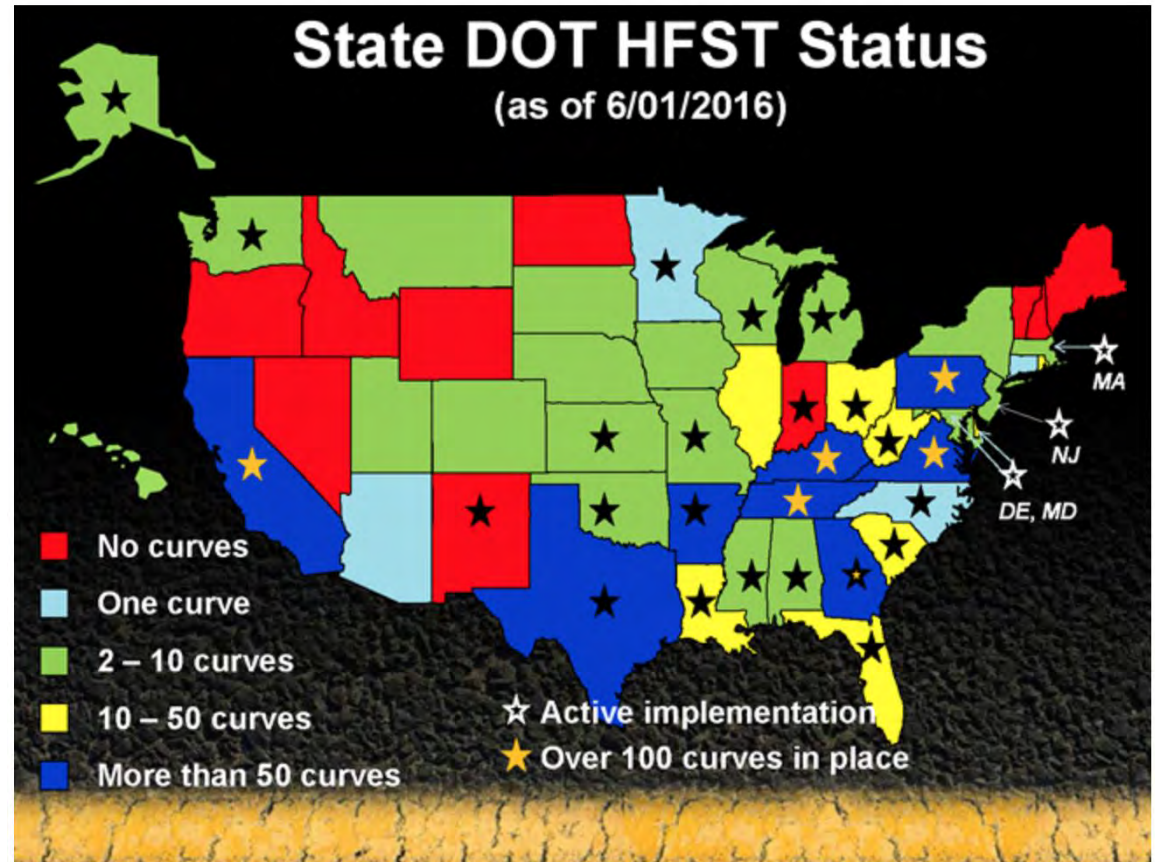 State DOT HFST Status
(as of 6/01/2016)
MA
NJ
DE, MD
No curves
One curve
2 – 10 curves
10 – 50 curves
More than 50 curves
Active implementation
Over 100 curves in place